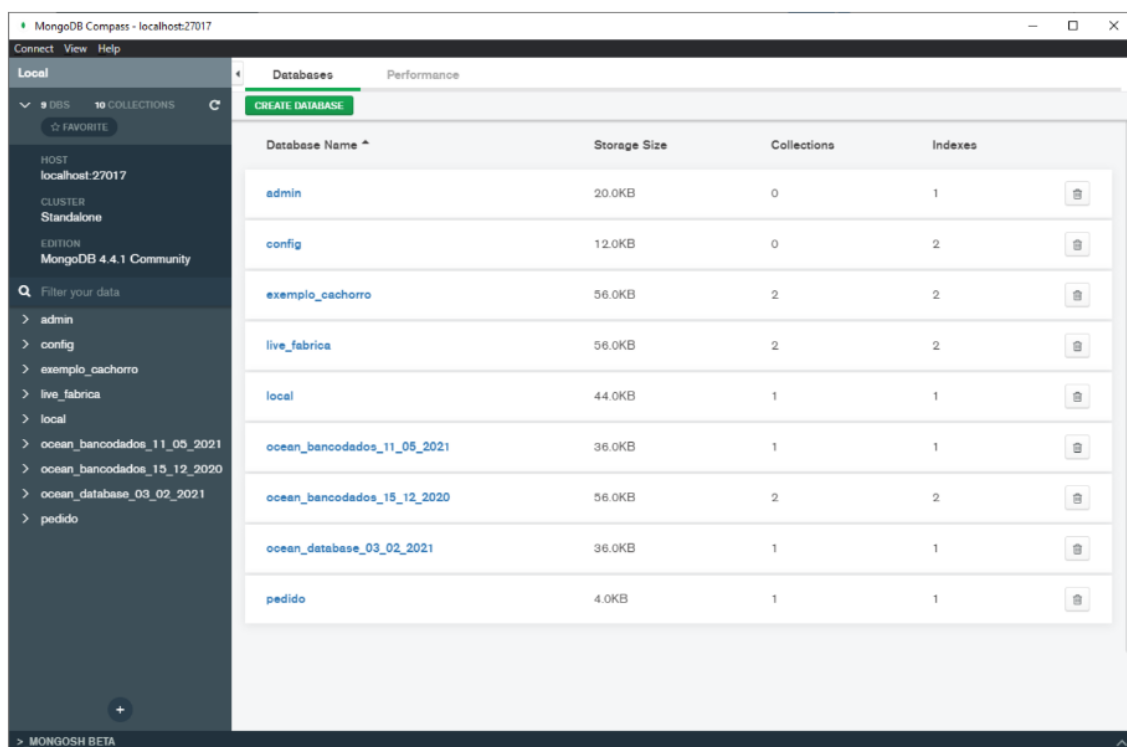 MongoDB Compass - localhost:27017
Connect View Help
Local
9 DBS 10 COLLECTIONS
☆ FAVORITE
HOST
localhost:27017
CLUSTER
Standalone
EDITION
MongoDB 4.4.1 Community
Filter your data
> admin
> config
> exemplo_cachorro
> live_fabrica
> local
> ocean_bancodados_11_05_2021
> ocean_bancodados_15_12_2020
> ocean_database_03_02_2021
> pedido
+
> MONGOSH BETA
Databases Performance
CREATE DATABASE
Database Name Storage Size Collections Indexes
admin 20.0KB 0 1
config 12.0KB 0 2
exemplo_cachorro 56.0KB 2 2
live_fabrica 56.0KB 2 2
local 44.0KB 1 1
ocean_bancodados_11_05_2021 36.0KB 1 1
ocean_bancodados_15_12_2020 56.0KB 2 2
ocean_database_03_02_2021 36.0KB 1 1
pedido 4.0KB 1 1